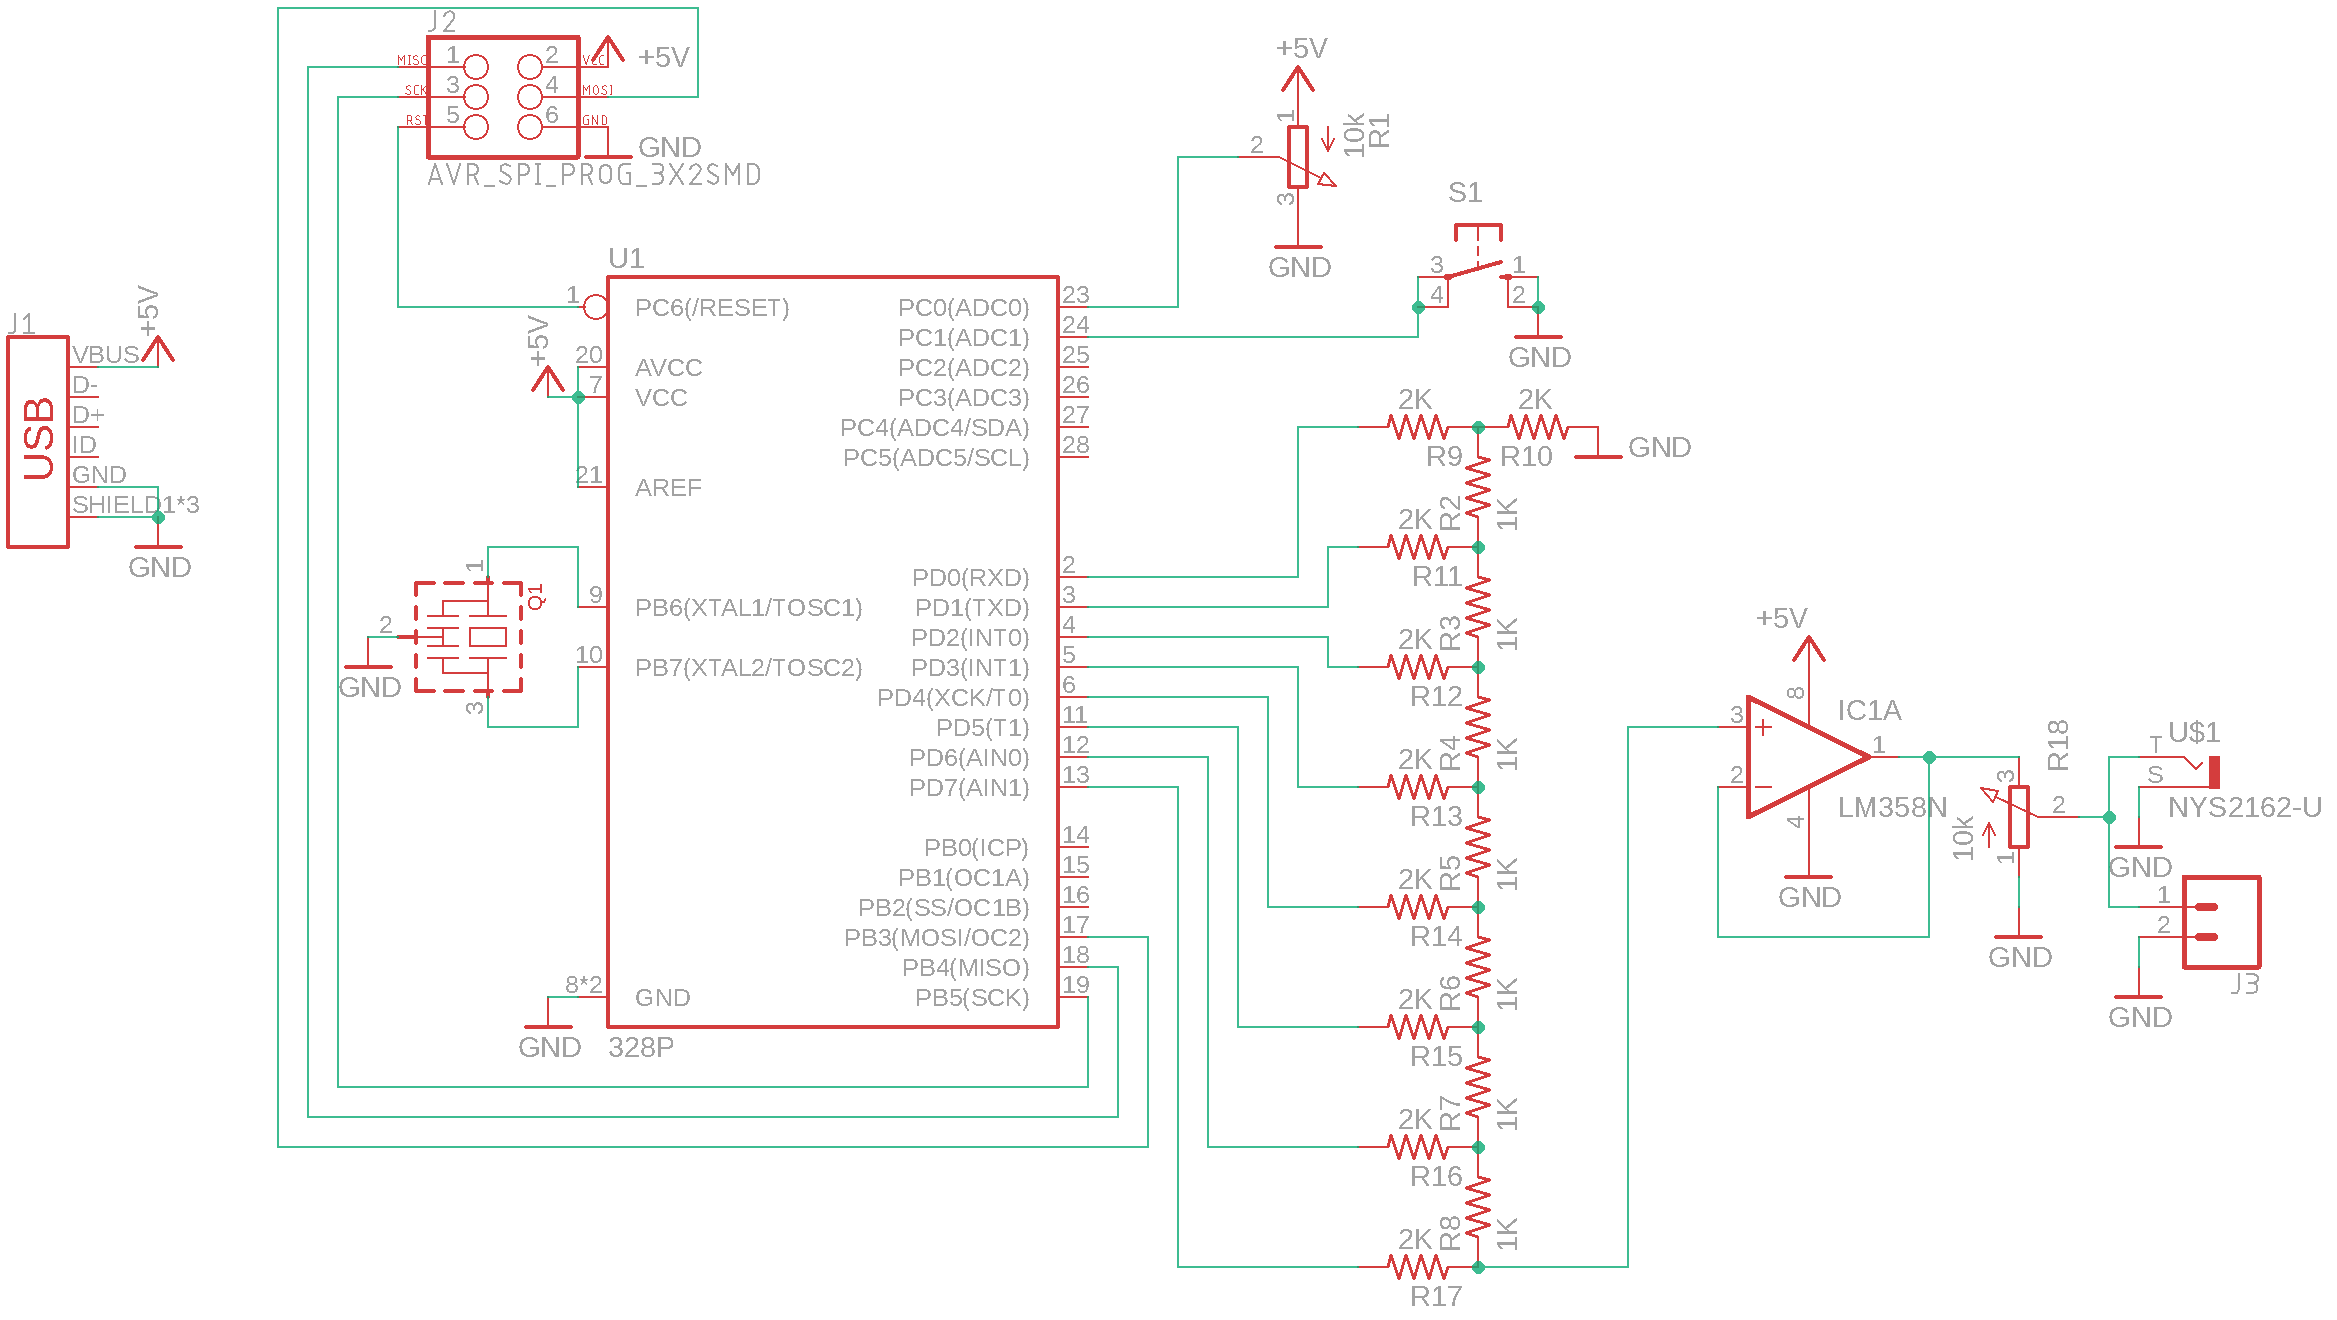 J2
MISO 1 2 VCC +5V
SCK 3 4 MOSI
RST 5 6 GND
GND
AVR_SPI_PROG_3X2SMD
J1
USB
+5V
VBUS
D-
D+
ID
GND
SHIELD1*3
GND
U1
1 PC6(/RESET)
+5V
20 AVCC
7 VCC
21 AREF
9 PB6(XTAL1/TOSC1)
10 PB7(XTAL2/TOSC2)
8*2 GND
GND
328P
1
2
3
Q1
GND
PC0(ADC0) 23
PC1(ADC1) 24
PC2(ADC2) 25
PC3(ADC3) 26
PC4(ADC4/SDA) 27
PC5(ADC5/SCL) 28
PD0(RXD) 2
PD1(TXD) 3
PD2(INT0) 4
PD3(INT1) 5
PD4(XCK/T0) 6
PD5(T1) 11
PD6(AIN0) 12
PD7(AIN1) 13
PB0(ICP) 14
PB1(OC1A) 15
PB2(SS/OC1B) 16
PB3(MOSI/OC2) 17
PB4(MISO) 18
PB5(SCK) 19
+5V
1
2
3
10k
R1
GND
S1
3 1
4 2
GND
2K 2K
R9 R10
GND
R2 1K
2K
R11
R3 1K
2K
R12
R4 1K
2K
R13
R5 1K
2K
R14
R6 1K
2K
R15
R7 1K
2K
R16
R8 1K
2K
R17
+5V
8
3
2
1
4
IC1A
LM358N
GND
R18
3
2
1
10k
GND
U$1
T
S
NYS2162-U
GND
1
2
J3
GND